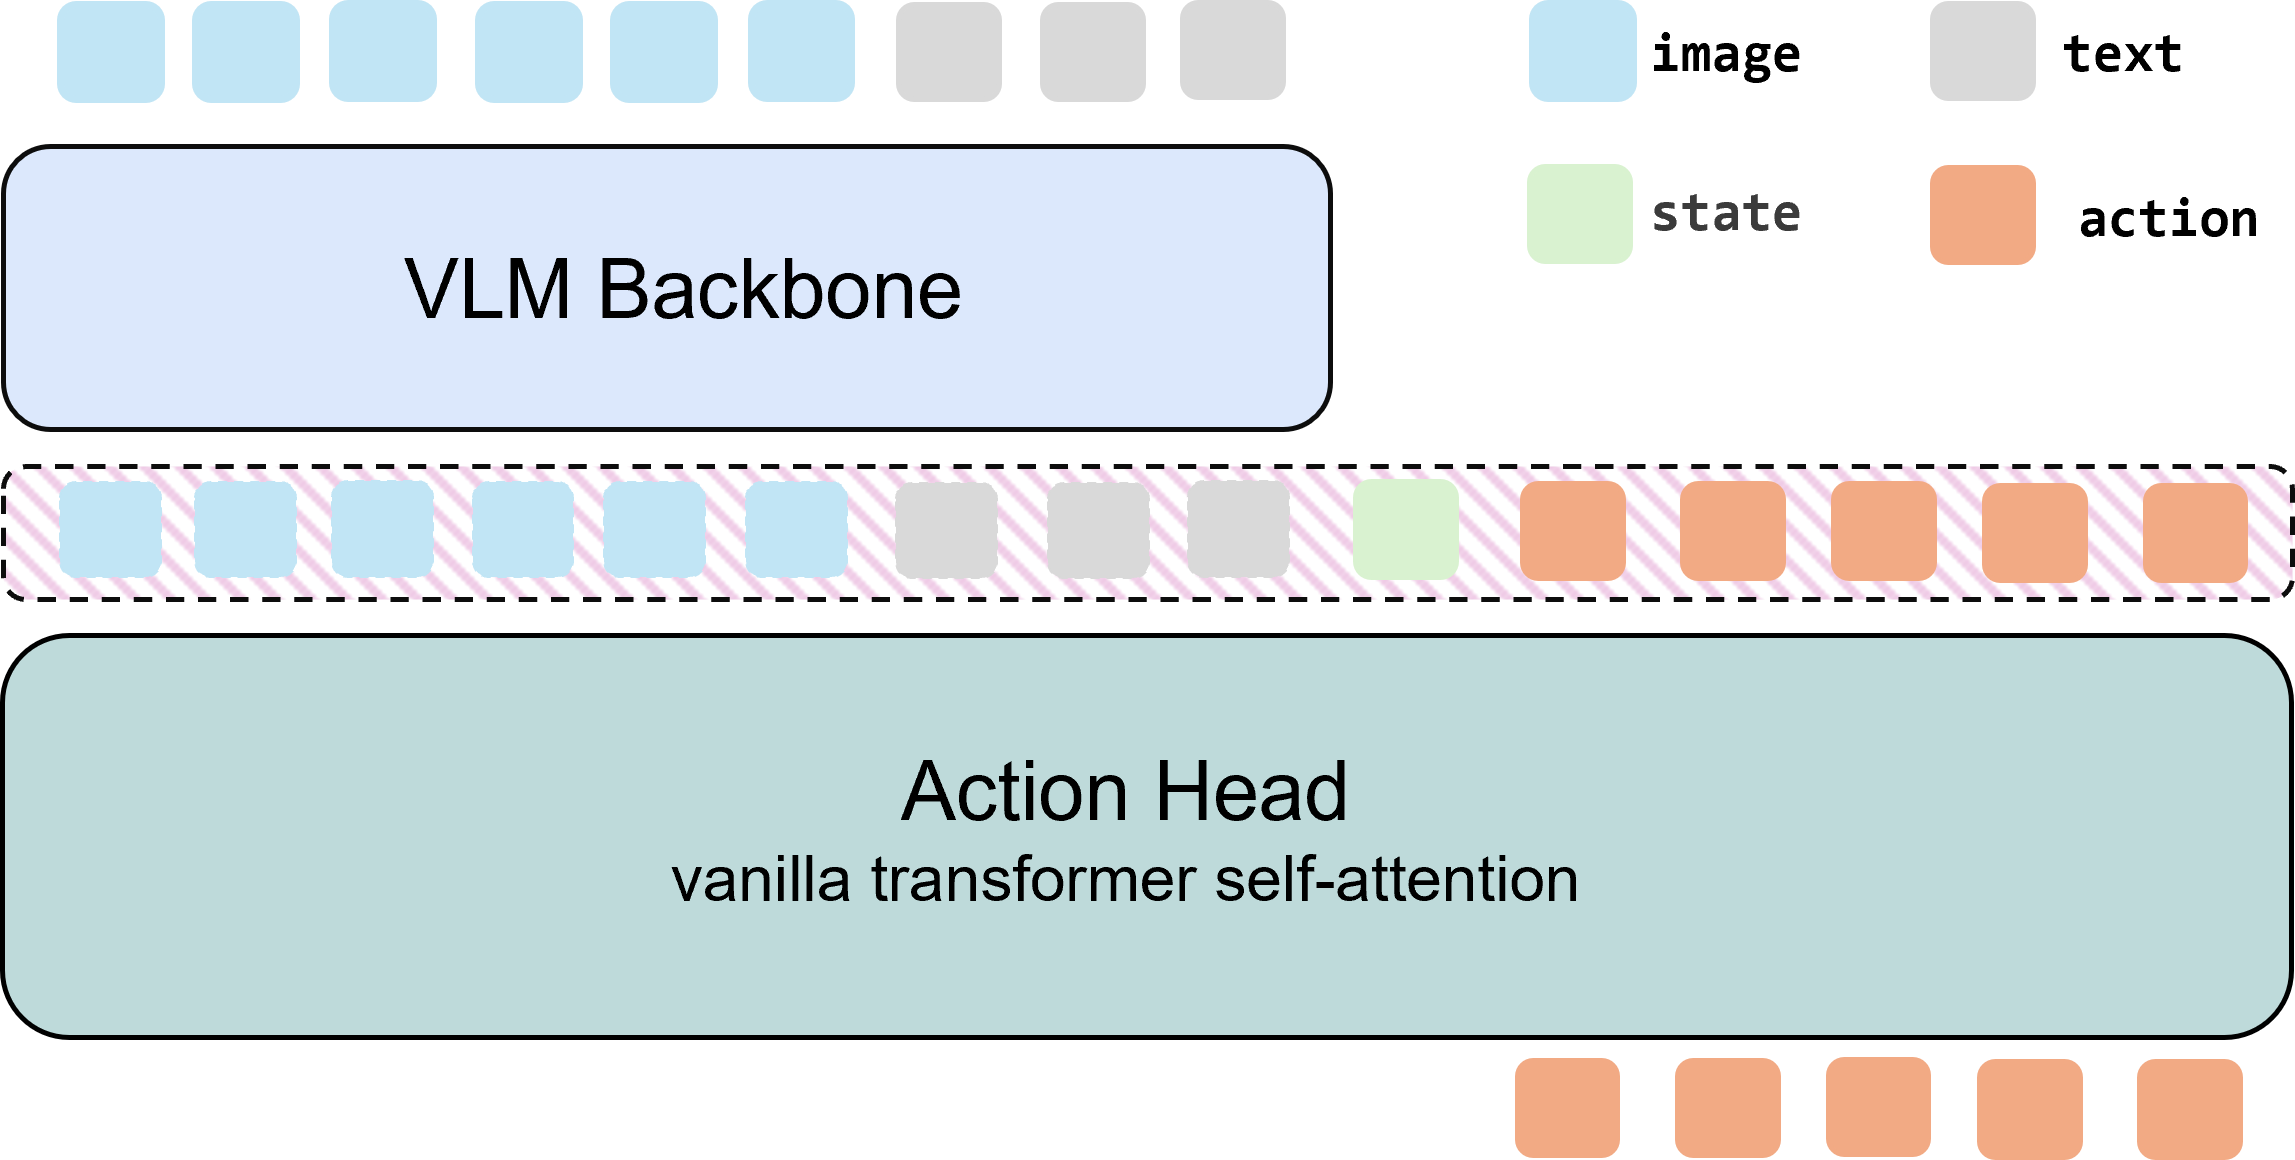 image
text
state
action
VLM Backbone
Action Head
vanilla transformer self-attention